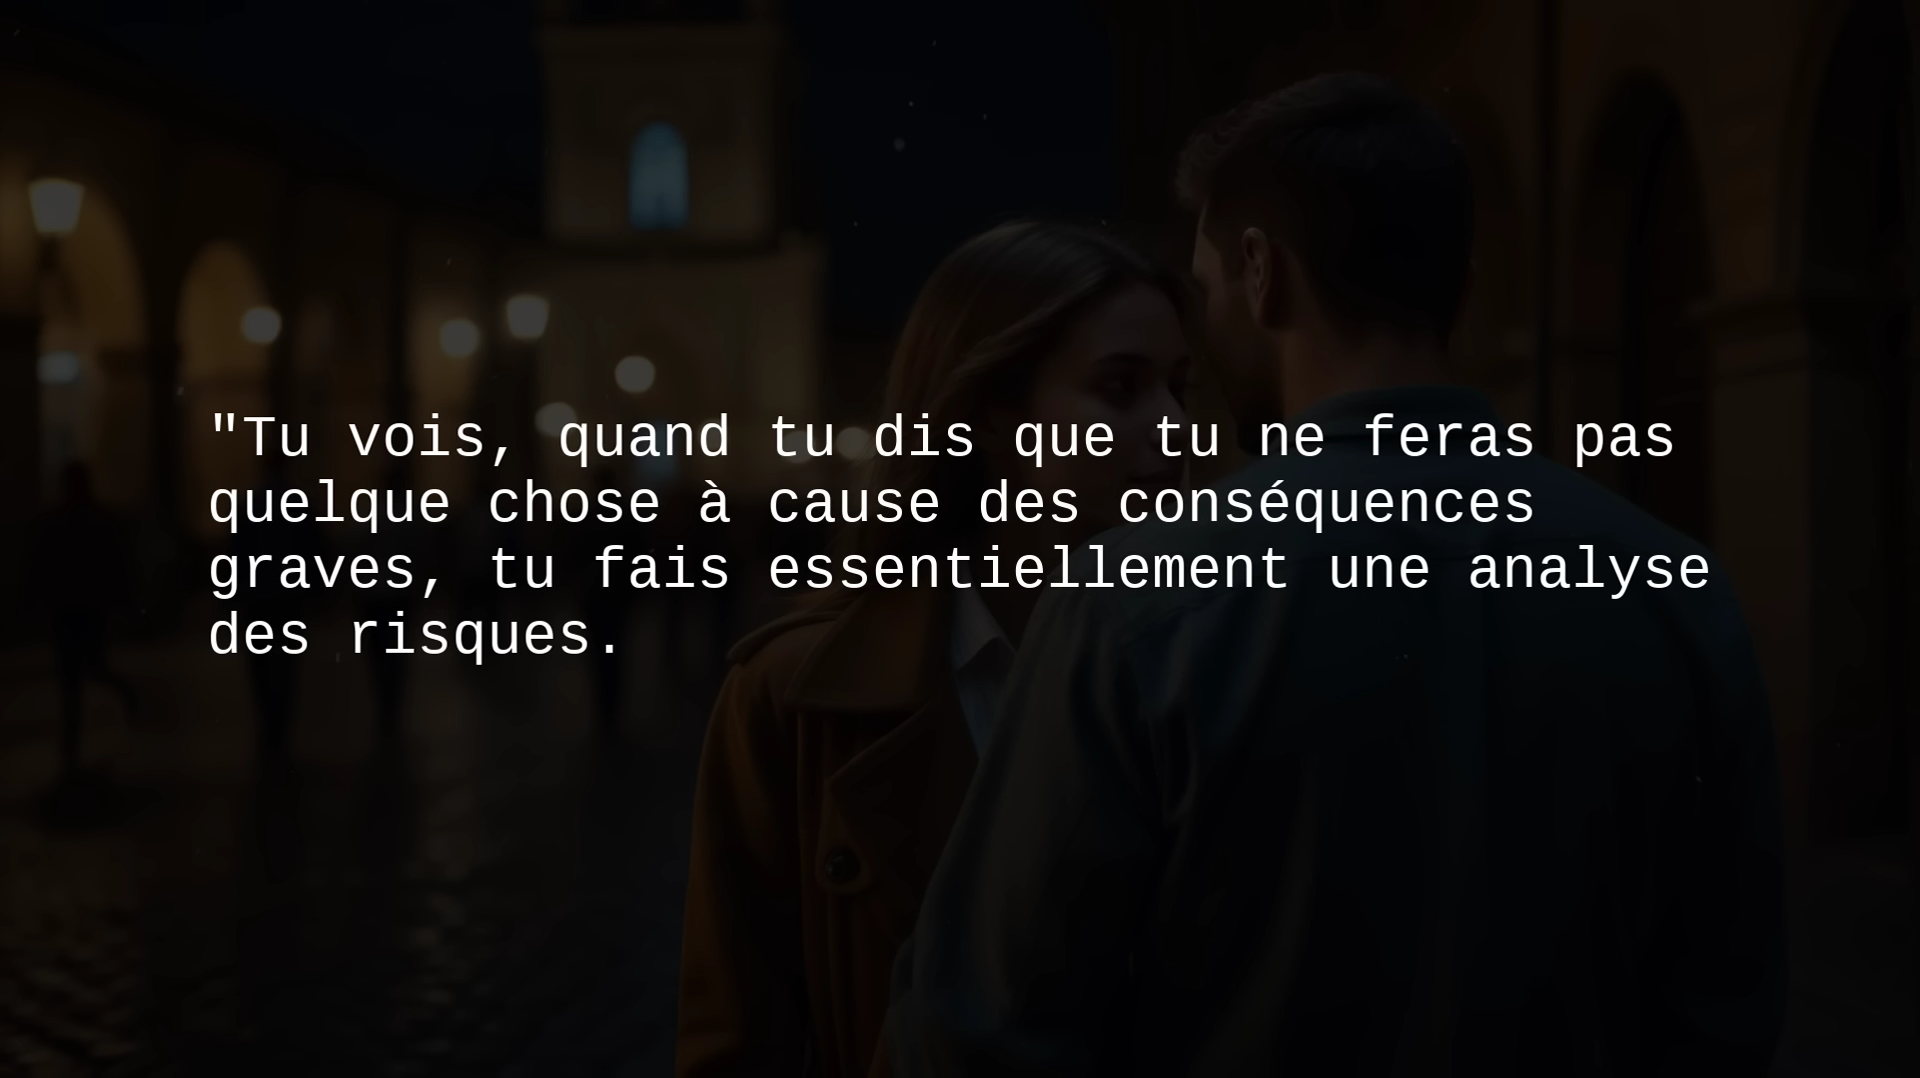 "Tu vois, quand tu dis que tu ne feras pas
quelque chose à cause des conséquences
graves, tu fais essentiellement une analyse
des risques.